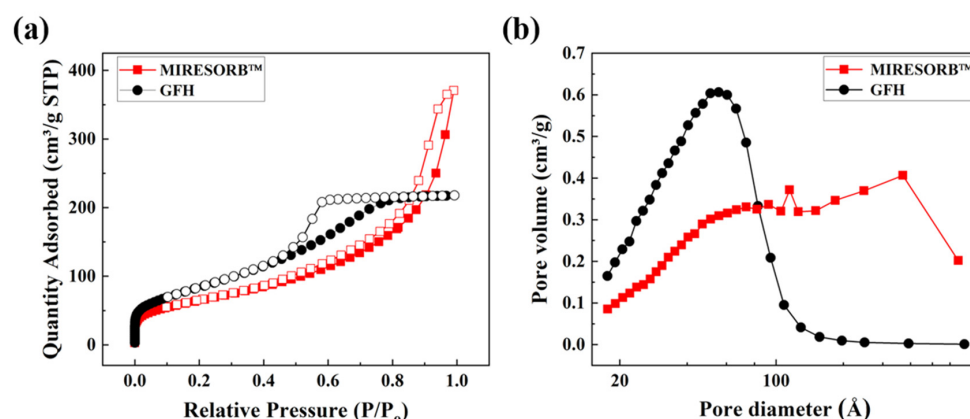 (a)
MIRESORB™
GFH
Quantity Adsorbed (cm³/g STP)
400
300
200
100
0
0.0 0.2 0.4 0.6 0.8 1.0
Relative Pressure (P/Pₒ)
(b)
MIRESORB™
GFH
Pore volume (cm³/g)
0.7
0.6
0.5
0.4
0.3
0.2
0.1
0.0
20 100
Pore diameter (Å)